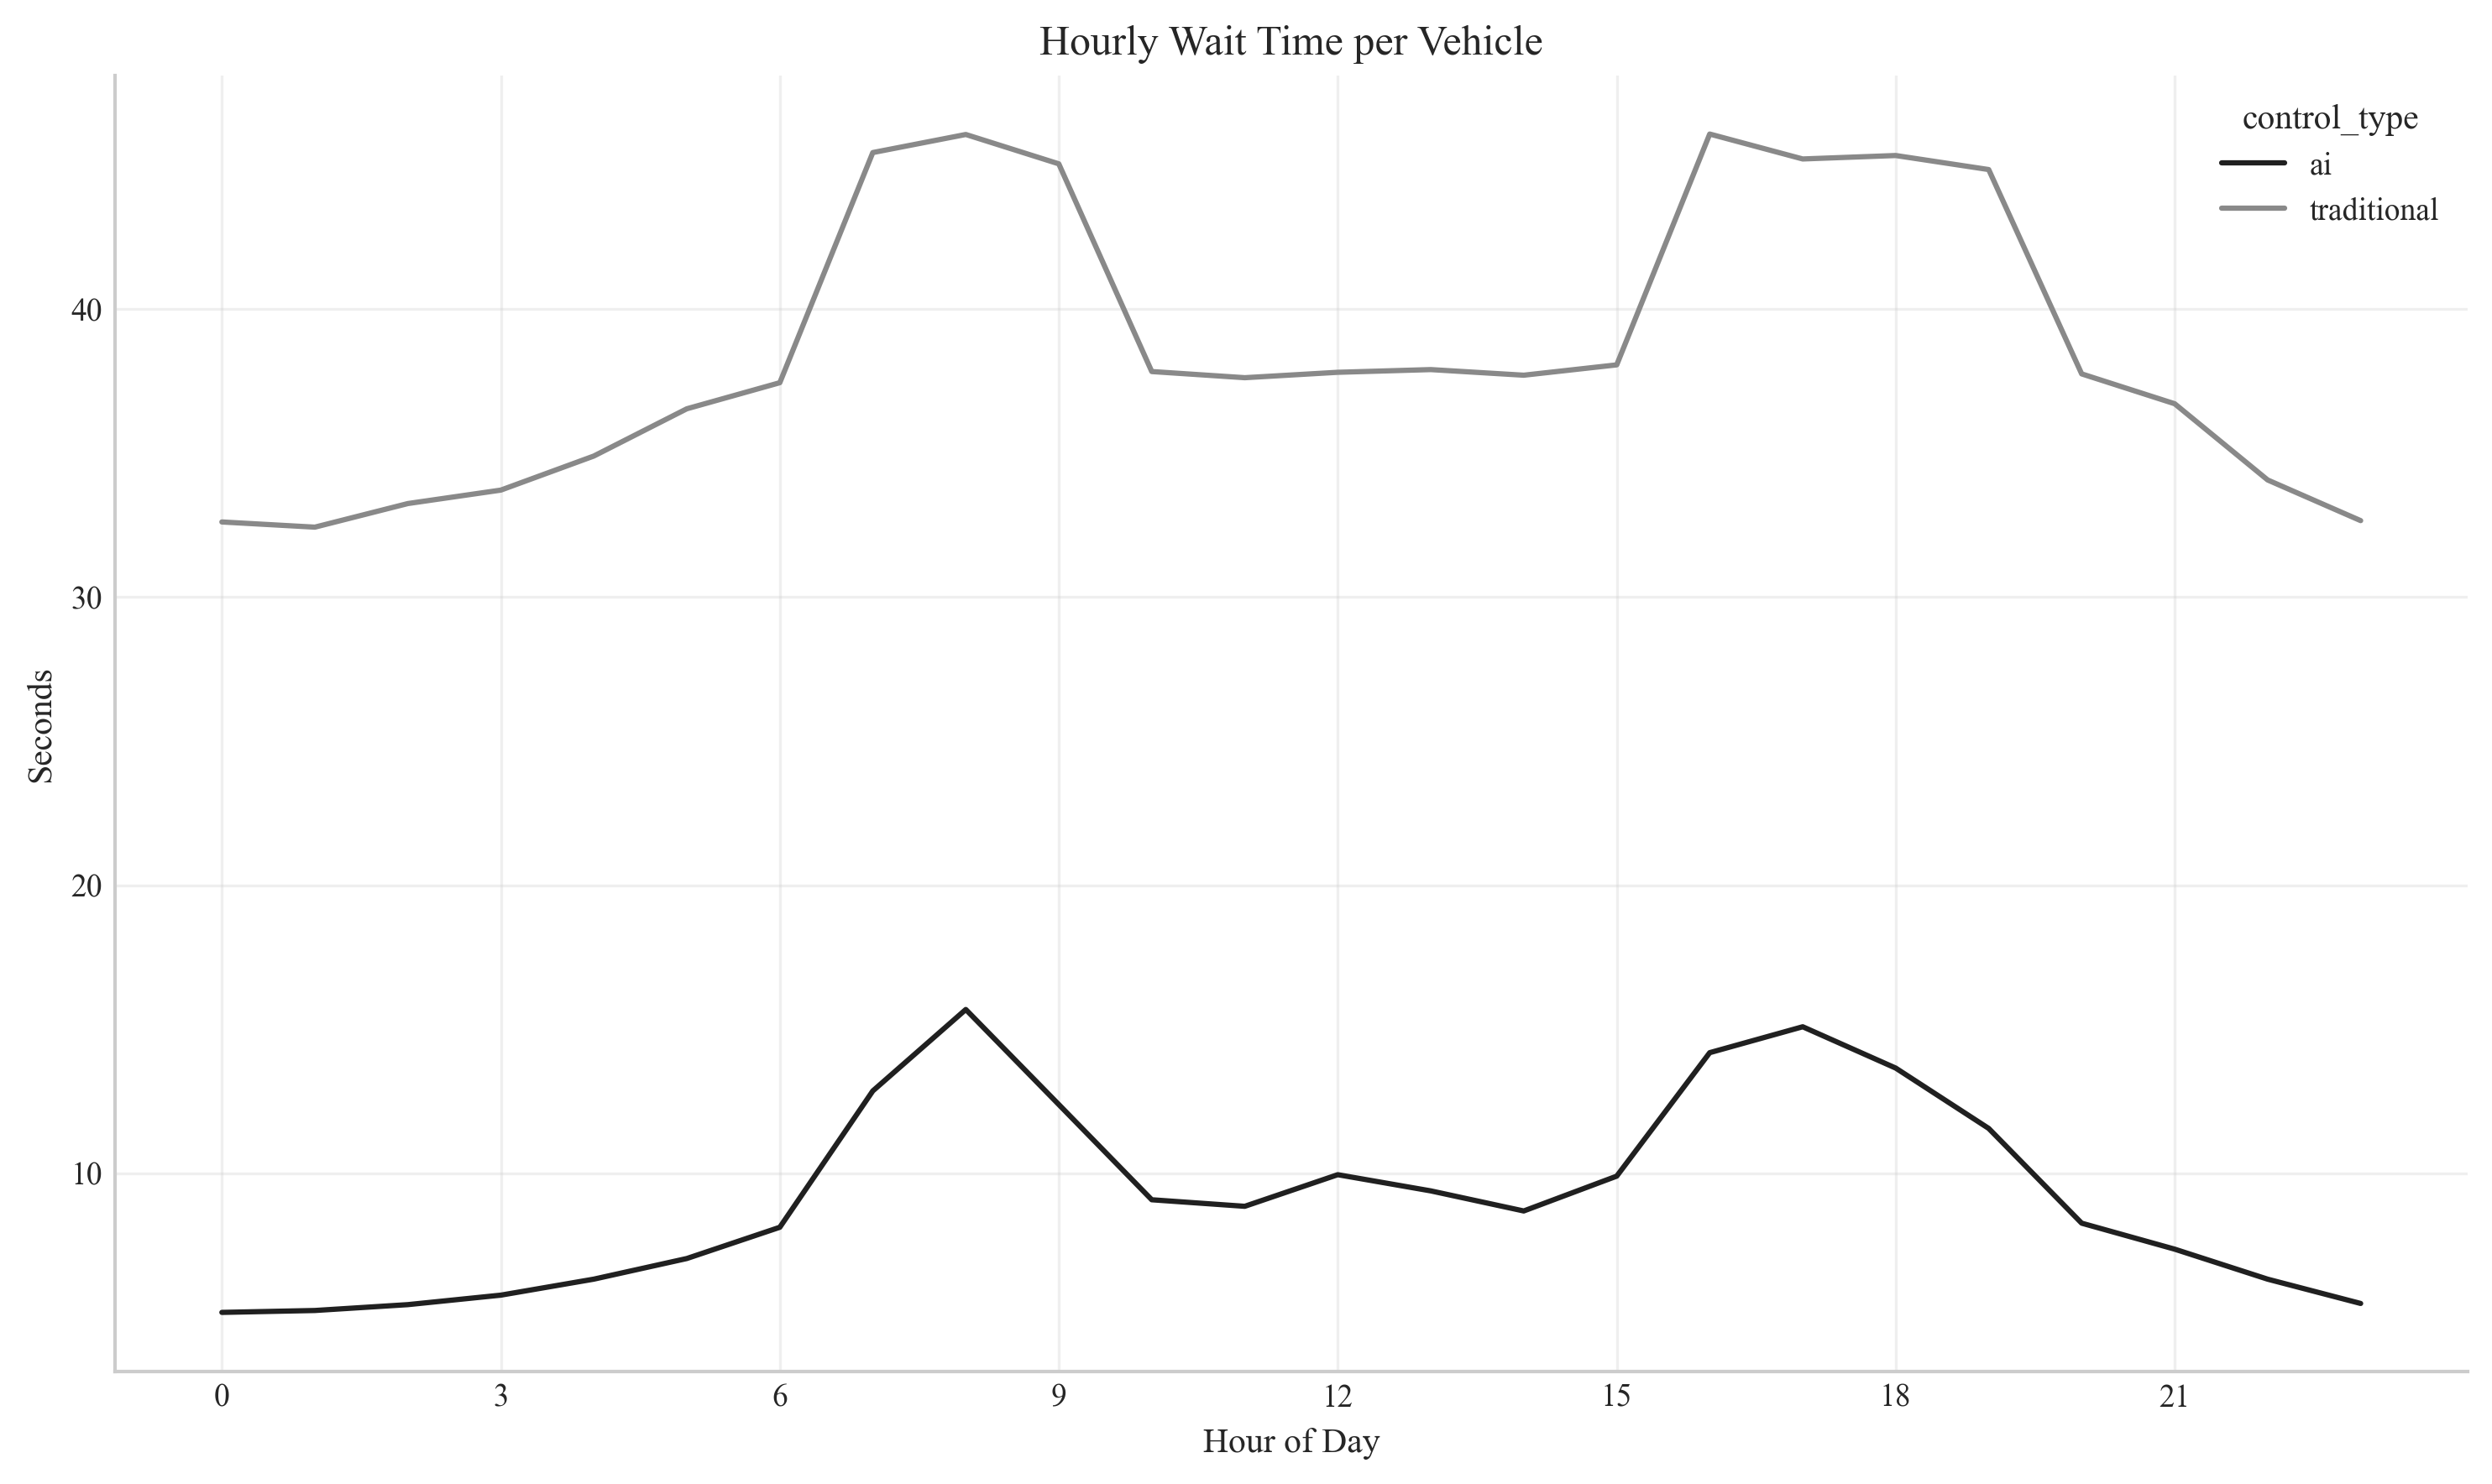 Hourly Wait Time per Vehicle
control_type
ai
traditional
40
30
20
10
Seconds
0 3 6 9 12 15 18 21
Hour of Day